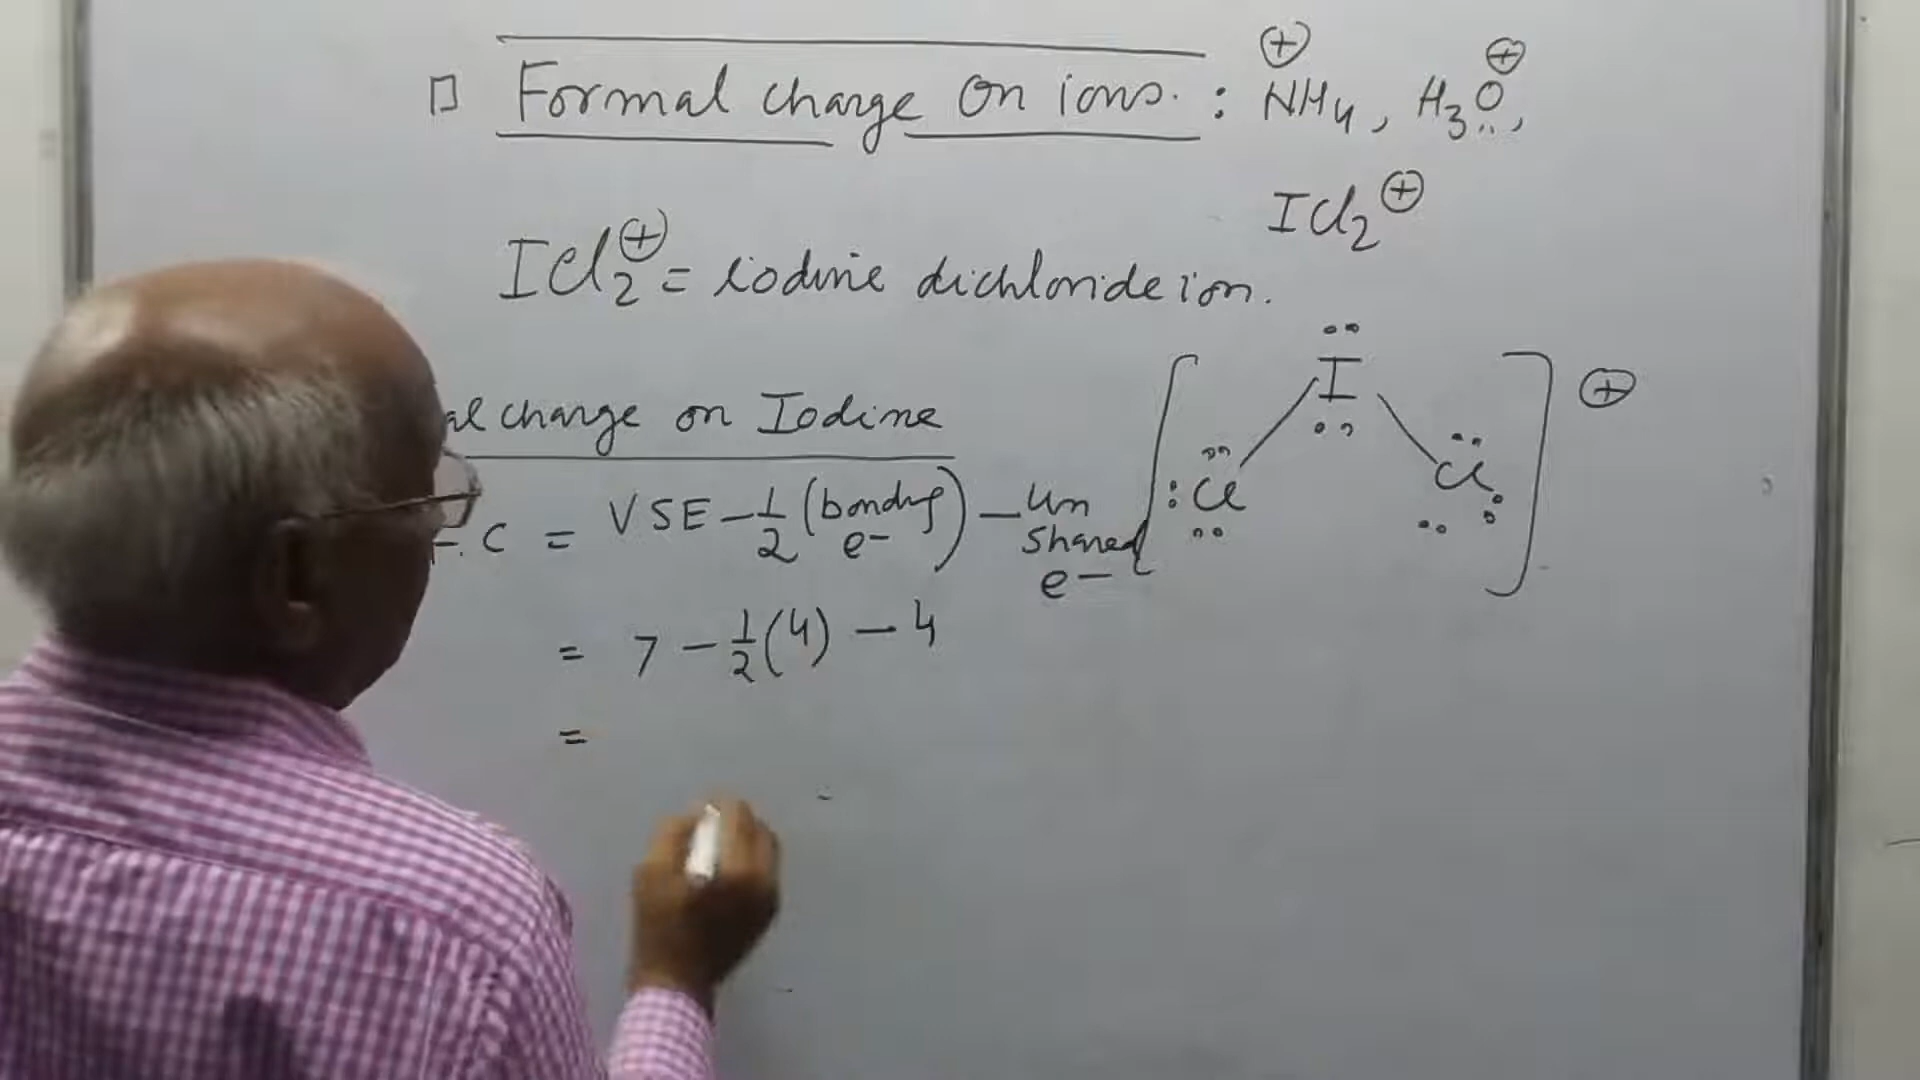 Formal charge on ions. : NH4 ⊕, H3O ⊕,
ICl2 ⊕
ICl2 ⊕ = iodine dichloride ion.
al charge on Iodine
F.C = VSE - 1/2 (bonding e-) - Un Shared e-
= 7 - 1/2 (4) - 4
=
[:Cl I Cl:] ⊕